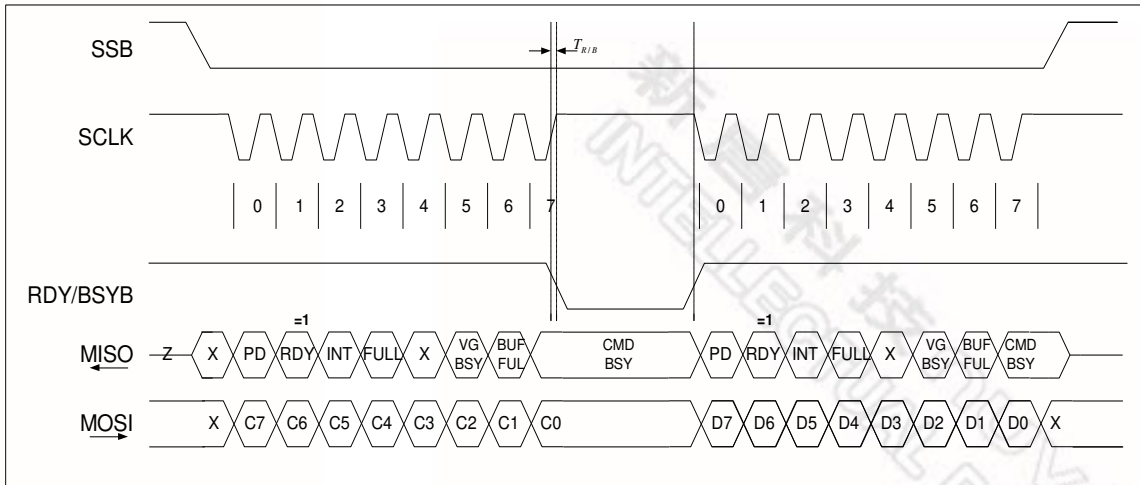 SSB
T R/B
SCLK
0 1 2 3 4 5 6 7 0 1 2 3 4 5 6 7
RDY/BSYB
=1 =1
MISO Z X PD RDY INT FULL X VG BSY BUF FUL CMD BSY PD RDY INT FULL X VG BSY BUF FUL CMD BSY
MOSI X C7 C6 C5 C4 C3 C2 C1 C0 D7 D6 D5 D4 D3 D2 D1 D0 X
INTELLECTUAL